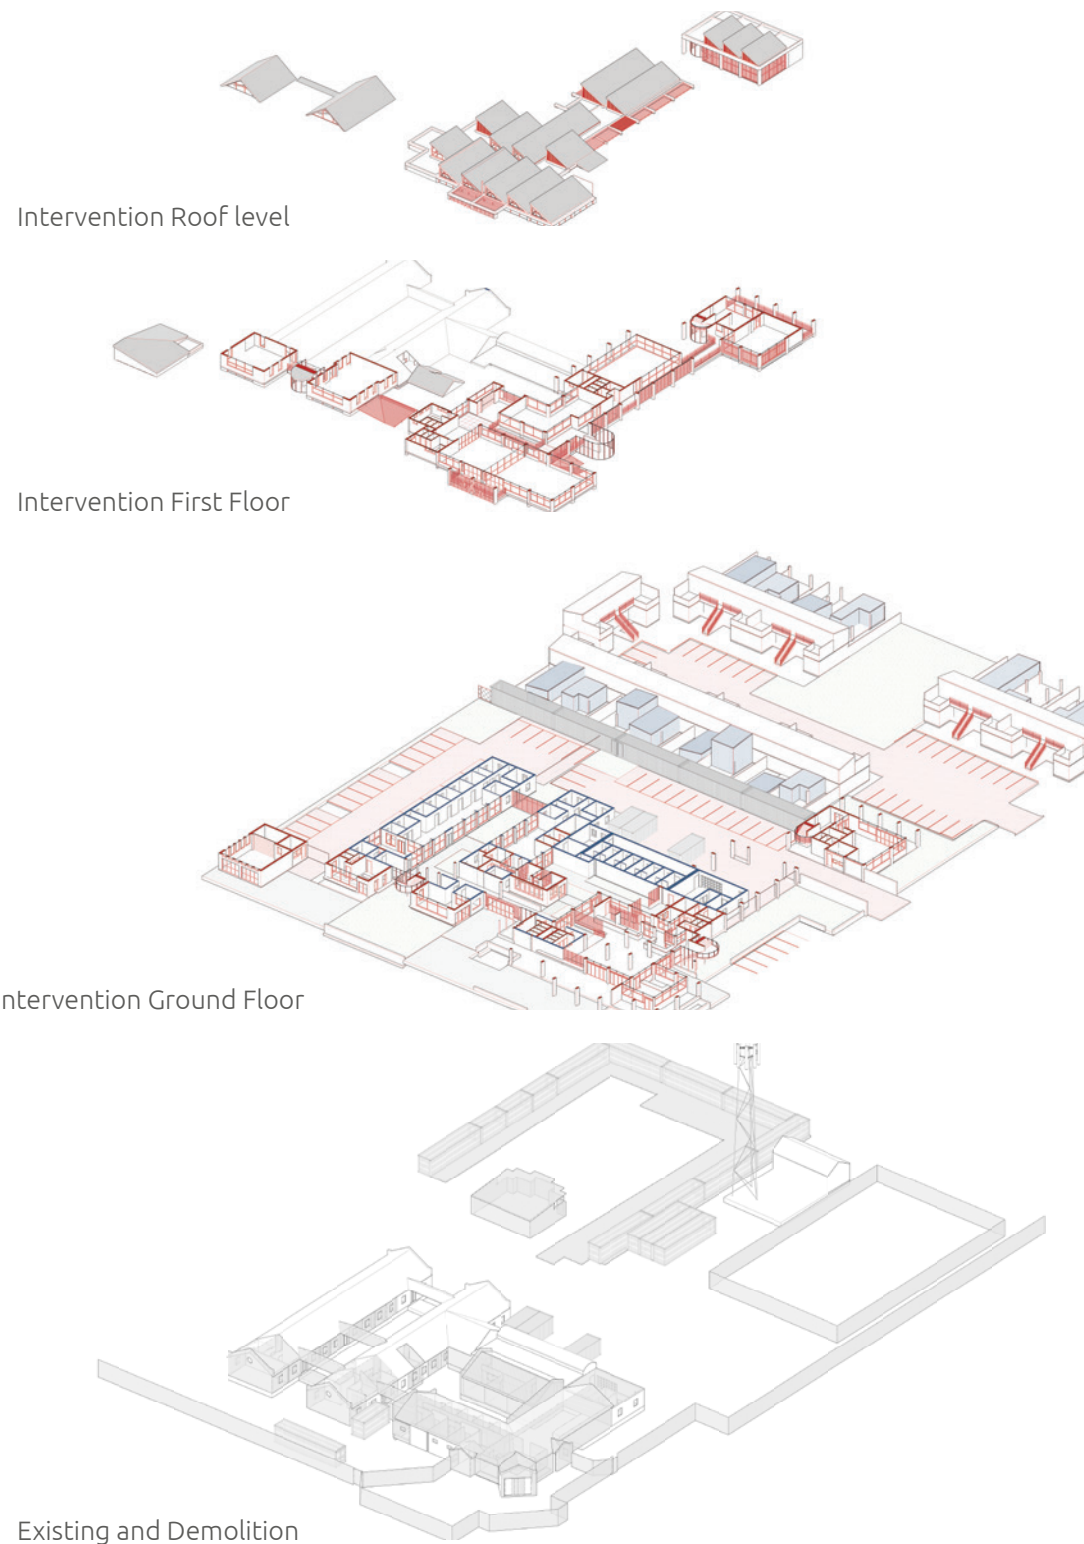 Intervention Roof level
Intervention First Floor
ntervention Ground Floor
Existing and Demolition